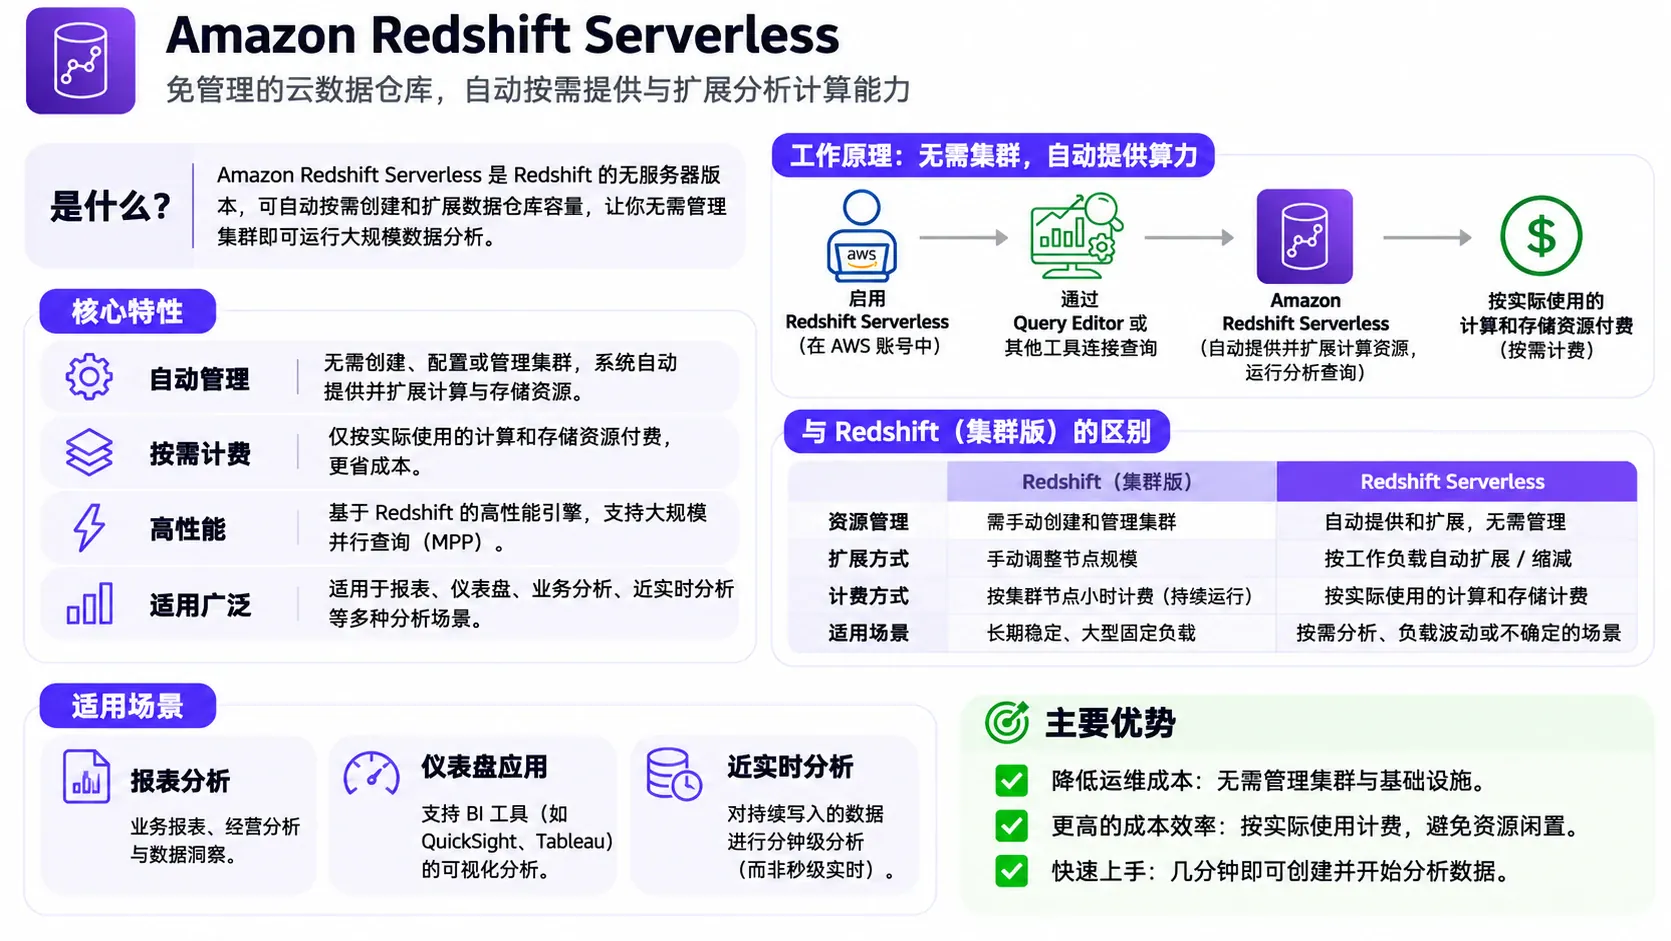 Amazon Redshift Serverless
免管理的云数据仓库，自动按需提供与扩展分析计算能力
是什么？
Amazon Redshift Serverless 是 Redshift 的无服务器版
本，可自动按需创建和扩展数据仓库容量，让你无需管理
集群即可运行大规模数据分析。
核心特性
自动管理
无需创建、配置或管理集群，系统自动
提供并扩展计算与存储资源。
按需计费
仅按实际使用的计算和存储资源付费，
更省成本。
高性能
基于 Redshift 的高性能引擎，支持大规模
并行查询（MPP）。
适用广泛
适用于报表、仪表盘、业务分析、近实时分析
等多种分析场景。
工作原理：无需集群，自动提供算力
aws
启用
Redshift Serverless
（在 AWS 账号中）
通过
Query Editor 或
其他工具连接查询
Amazon
Redshift Serverless
（自动提供并扩展计算资源，
运行分析查询）
$
按实际使用的
计算和存储资源付费
（按需计费）
与 Redshift（集群版）的区别
Redshift（集群版） Redshift Serverless
资源管理 需手动创建和管理集群 自动提供和扩展，无需管理
扩展方式 手动调整节点规模 按工作负载自动扩展 / 缩减
计费方式 按集群节点小时计费（持续运行） 按实际使用的计算和存储计费
适用场景 长期稳定、大型固定负载 按需分析、负载波动或不确定的场景
适用场景
报表分析
业务报表、经营分析
与数据洞察。
仪表盘应用
支持 BI 工具（如
QuickSight、Tableau）
的可视化分析。
近实时分析
对持续写入的数据
进行分钟级分析
（而非秒级实时）。
主要优势
降低运维成本：无需管理集群与基础设施。
更高的成本效率：按实际使用计费，避免资源闲置。
快速上手：几分钟即可创建并开始分析数据。